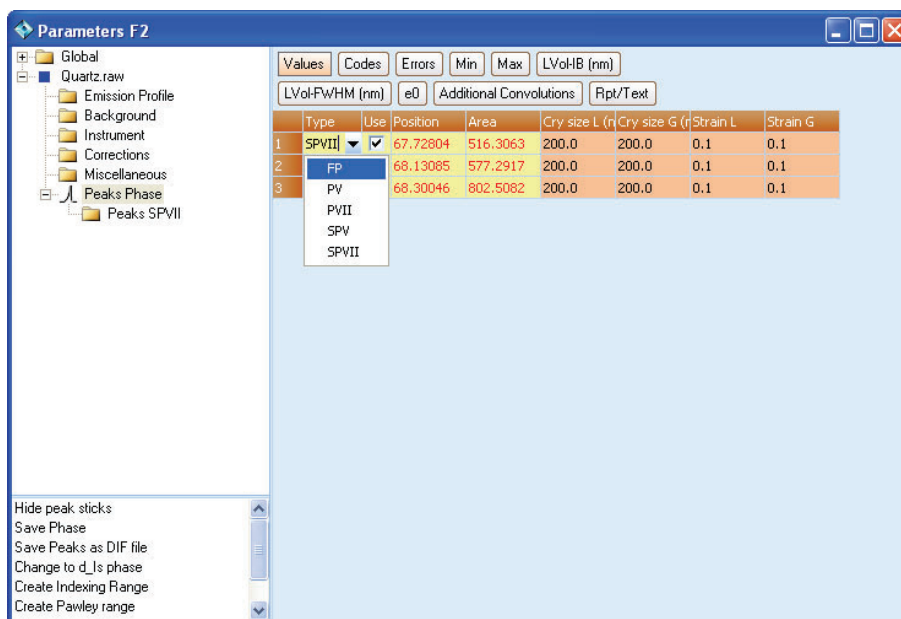 Parameters F2
Global
Quartz.raw
Emission Profile
Background
Instrument
Corrections
Miscellaneous
Peaks Phase
Peaks SPVII
Hide peak sticks
Save Phase
Save Peaks as DIF file
Change to d_Is phase
Create Indexing Range
Create Pawley range
Values Codes Errors Min Max LVol-IB (nm)
LVol-FWHM (nm) e0 Additional Convolutions Rpt/Text
Type Use Position Area Cry size L (n Cry size G (r Strain L Strain G
1 SPVII 67.72804 516.3063 200.0 200.0 0.1 0.1
2 68.13085 577.2917 200.0 200.0 0.1 0.1
3 68.30046 802.5082 200.0 200.0 0.1 0.1
FP
PV
PVII
SPV
SPVII